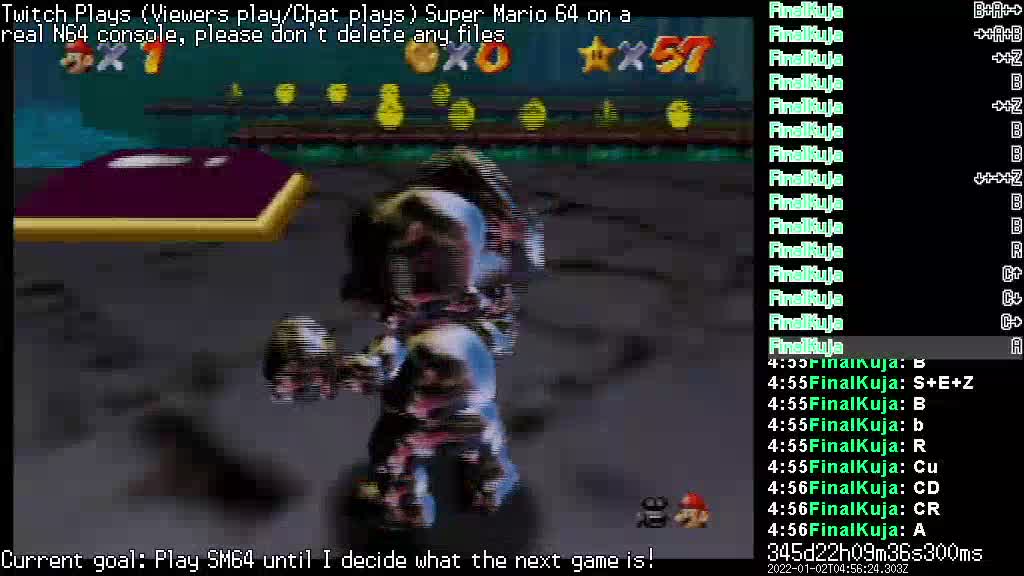 Twitch Plays (Viewers play/Chat plays) Super Mario 64 on a
real N64 console, please don't delete any files
×1 ×0 ×57
Current goal: Play SM64 until I decide what the next game is!
FinalKuja
FinalKuja →+A+B
FinalKuja →+Z
FinalKuja B
FinalKuja →+Z
FinalKuja B
FinalKuja B
FinalKuja ↓+→+Z
FinalKuja B
FinalKuja B
FinalKuja R
FinalKuja C↑
FinalKuja C↓
FinalKuja C→
FinalKuja A
4:55FinalKuja: B
4:55FinalKuja: S+E+Z
4:55FinalKuja: B
4:55FinalKuja: b
4:55FinalKuja: R
4:55FinalKuja: Cu
4:56FinalKuja: CD
4:56FinalKuja: CR
4:56FinalKuja: A
345d22h09m36s300ms
2022-01-02T04:56:24.303Z